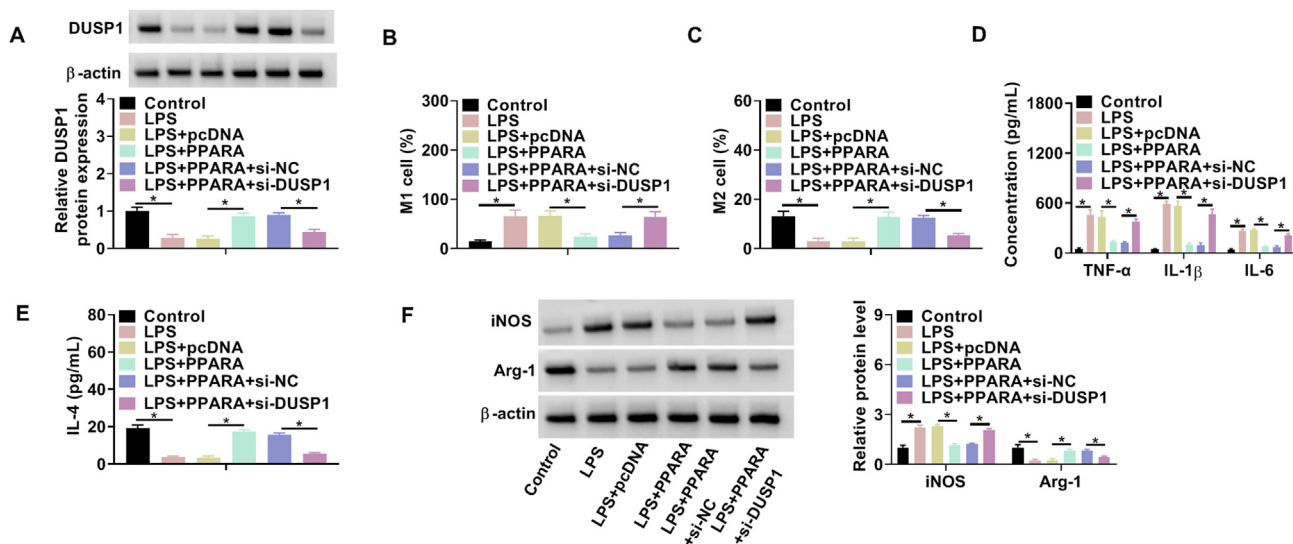 A
DUSP1
β-actin
Relative DUSP1
protein expression
4
3
2
1
0
Control
LPS
LPS+pcDNA
LPS+PPARA
LPS+PPARA+si-NC
LPS+PPARA+si-DUSP1
*
*
*
B
M1 cell (%)
300
200
100
0
Control
LPS
LPS+pcDNA
LPS+PPARA
LPS+PPARA+si-NC
LPS+PPARA+si-DUSP1
*
*
*
C
M2 cell (%)
60
40
20
0
Control
LPS
LPS+pcDNA
LPS+PPARA
LPS+PPARA+si-NC
LPS+PPARA+si-DUSP1
*
*
*
D
Concentration (pg/mL)
1800
1200
600
0
Control
LPS
LPS+pcDNA
LPS+PPARA
LPS+PPARA+si-NC
LPS+PPARA+si-DUSP1
*
*
*
*
*
*
*
*
*
TNF-α
IL-1β
IL-6
E
IL-4 (pg/mL)
80
60
40
20
0
Control
LPS
LPS+pcDNA
LPS+PPARA
LPS+PPARA+si-NC
LPS+PPARA+si-DUSP1
*
*
*
F
iNOS
Arg-1
β-actin
Control
LPS
LPS+pcDNA
LPS+PPARA
LPS+PPARA
+si-NC
LPS+PPARA
+si-DUSP1
Relative protein level
9
6
3
0
Control
LPS
LPS+pcDNA
LPS+PPARA
LPS+PPARA+si-NC
LPS+PPARA+si-DUSP1
*
*
*
*
*
*
iNOS
Arg-1